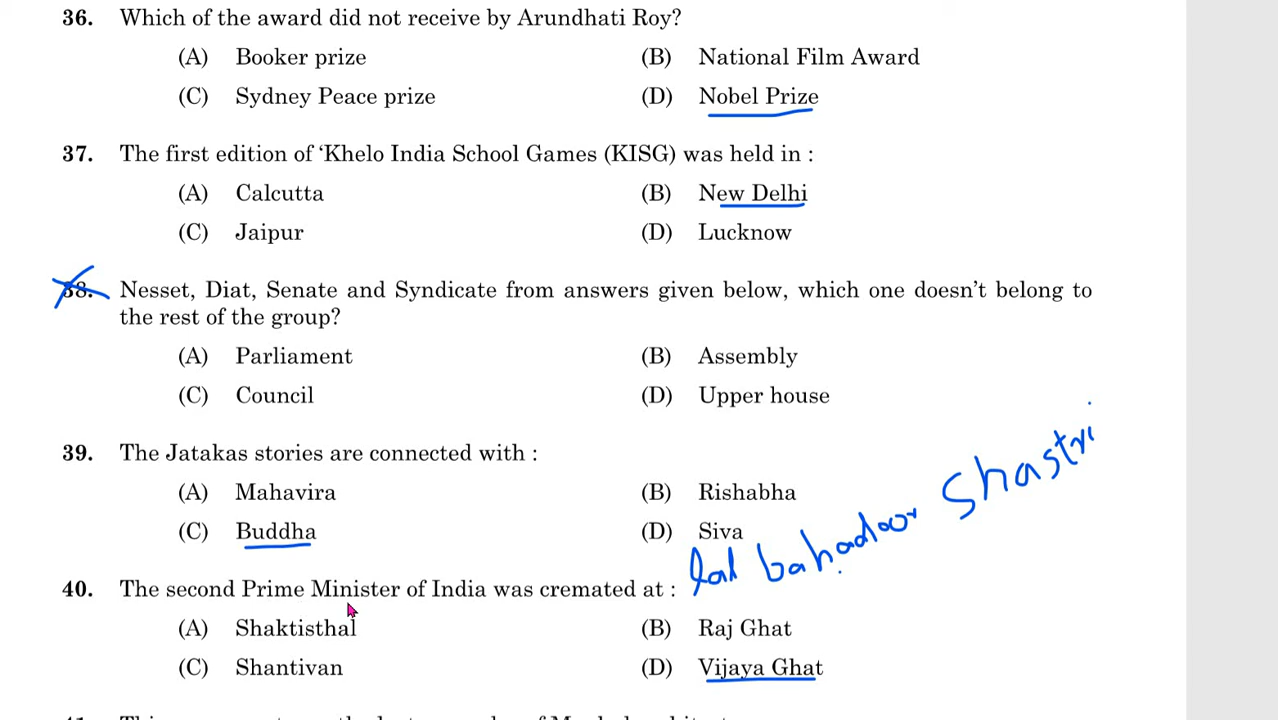 36. Which of the award did not receive by Arundhati Roy?
(A) Booker prize (B) National Film Award
(C) Sydney Peace prize (D) Nobel Prize
37. The first edition of ‘Khelo India School Games (KISG) was held in :
(A) Calcutta (B) New Delhi
(C) Jaipur (D) Lucknow
38. Nesset, Diat, Senate and Syndicate from answers given below, which one doesn’t belong to
the rest of the group?
(A) Parliament (B) Assembly
(C) Council (D) Upper house
39. The Jatakas stories are connected with :
(A) Mahavira (B) Rishabha
(C) Buddha (D) Siva
lal bahadoor Shastri
40. The second Prime Minister of India was cremated at :
(A) Shaktisthal (B) Raj Ghat
(C) Shantivan (D) Vijaya Ghat